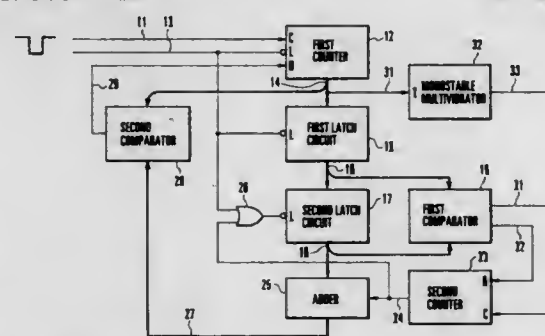 11
13
C
L
R
FIRST
COUNTER
12
32
29
14
31
T
MONOSTABLE
MULTIVIBRATOR
33
SECOND
COMPARATOR
28
L
FIRST LATCH
CIRCUIT
15
16
26
L
SECOND LATCH
CIRCUIT
17
FIRST
COMPARATOR
19
21
22
18
23
25
ADDER
24
SECOND
COUNTER
R
C
27